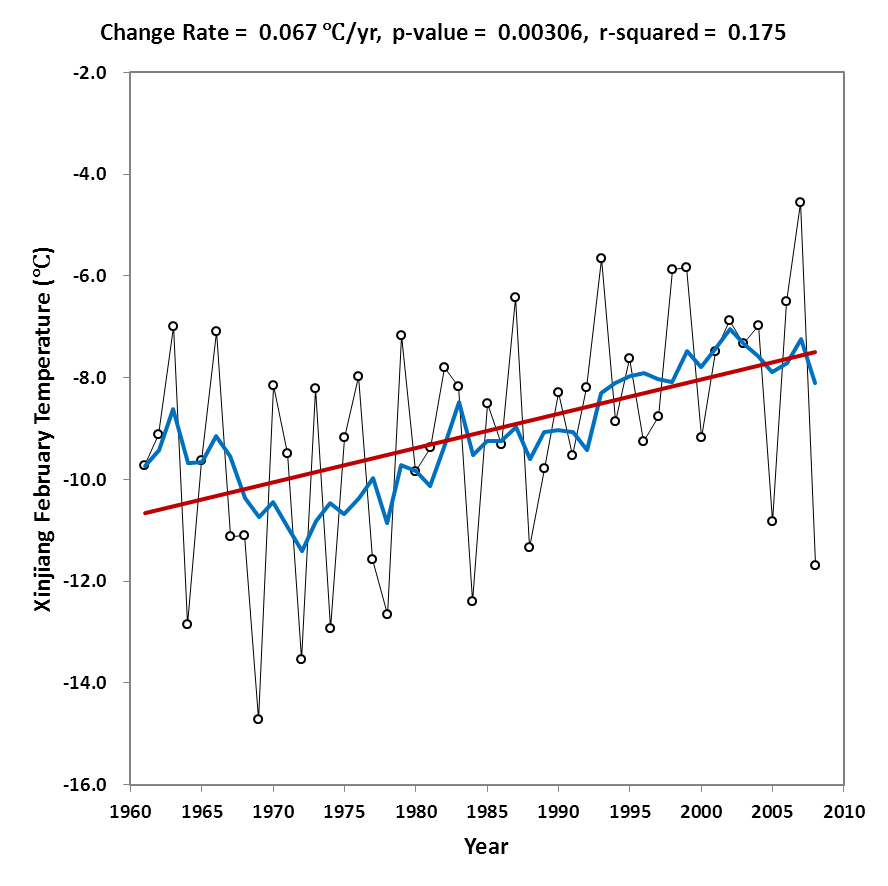 Change Rate = 0.067 ℃/yr, p-value = 0.00306, r-squared = 0.175
-2.0
-4.0
-6.0
-8.0
-10.0
-12.0
-14.0
-16.0
Xinjiang February Temperature (℃)
1960 1965 1970 1975 1980 1985 1990 1995 2000 2005 2010
Year